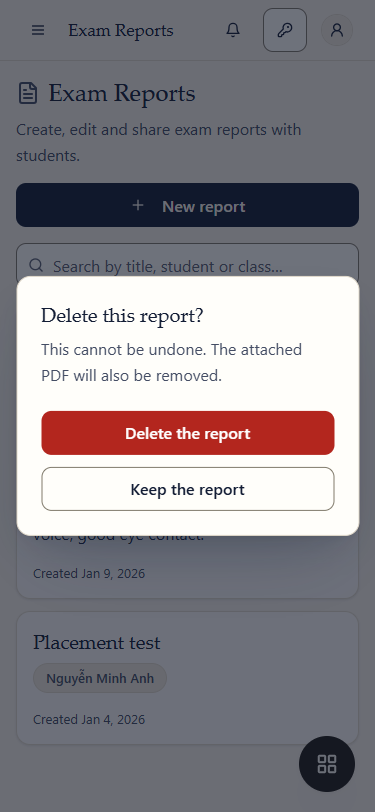 Exam Reports
Exam Reports
Create, edit and share exam reports with
students.
New report
Search by title, student or class...
Delete this report?
This cannot be undone. The attached
PDF will also be removed.
Delete the report
Keep the report
voice, good eye contact.
Created Jan 9, 2026
Placement test
Nguyễn Minh Anh
Created Jan 4, 2026